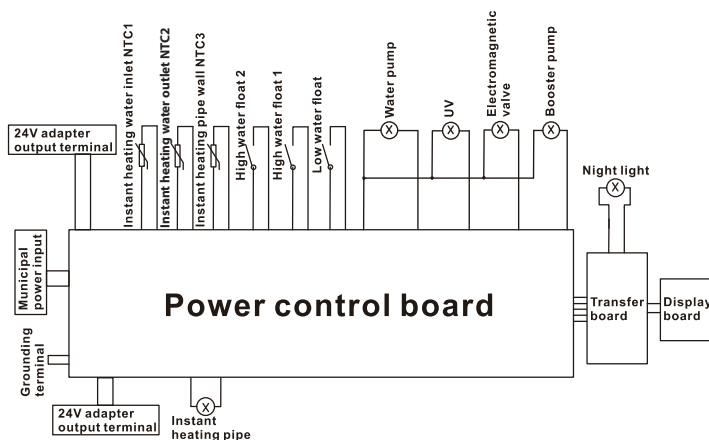 Instant heating water inlet NTC1
Instant heating water outlet NTC2
Instant heating pipe wall NTC3
High water float 2
High water float 1
Low water float
Water pump
UV
Electromagnetic
valve
Booster pump
24V adapter
output terminal
Night light
Municipal
power input
Power control board
Transfer
board
Display
board
Grounding
terminal
24V adapter
output terminal
Instant
heating pipe